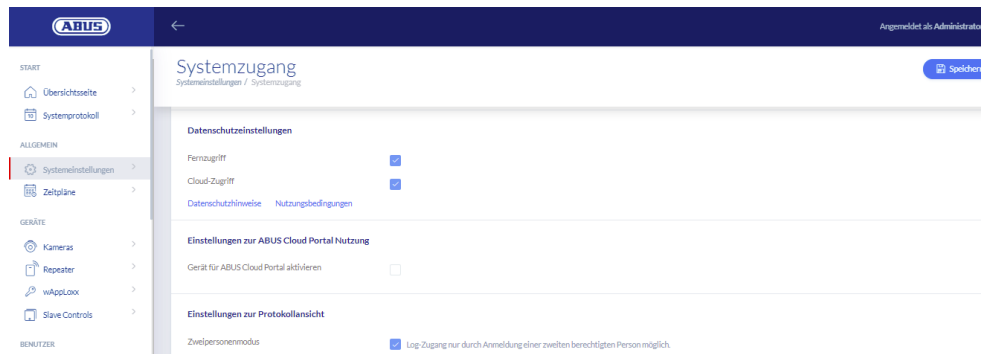 ABUS
Angemeldet als Administrator
START
Übersichtsseite
Systemprotokoll
ALLGEMEIN
Systemeinstellungen
Zeitpläne
GERÄTE
Kameras
Repeater
wAppLoxx
Slave Controls
BENUTZER
Systemzugang
Systemeinstellungen / Systemzugang
Speichern
Datenschutzeinstellungen
Fernzugriff
Cloud-Zugriff
Datenschutzhinweise Nutzungsbedingungen
Einstellungen zur ABUS Cloud Portal Nutzung
Gerät für ABUS Cloud Portal aktivieren
Einstellungen zur Protokollansicht
Zweipersonenmodus
Log-Zugang nur durch Anmeldung einer zweiten berechtigten Person möglich.